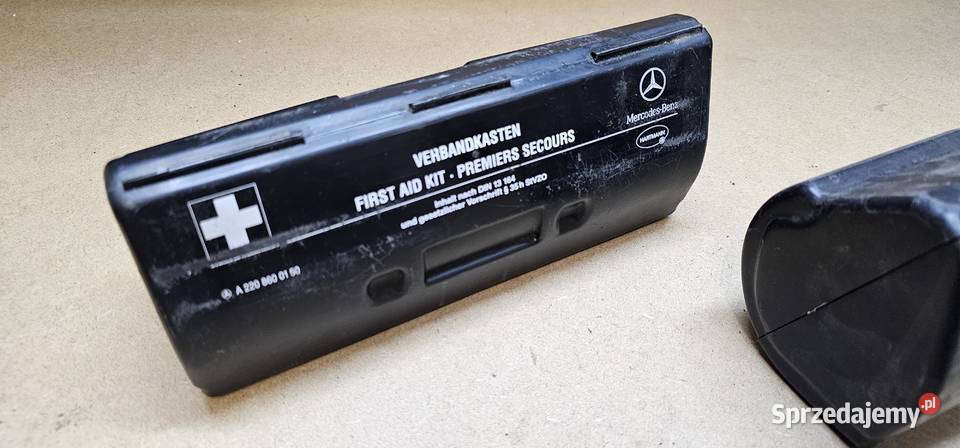 VERBANDKASTEN
FIRST AID KIT · PREMIERS SECOURS
Inhalt nach DIN 13 164
und gesetzlicher Vorschrift § 35h StVZO
Mercedes-Benz
HARTMANN
A 220 860 01 50
Sprzedajemy.pl